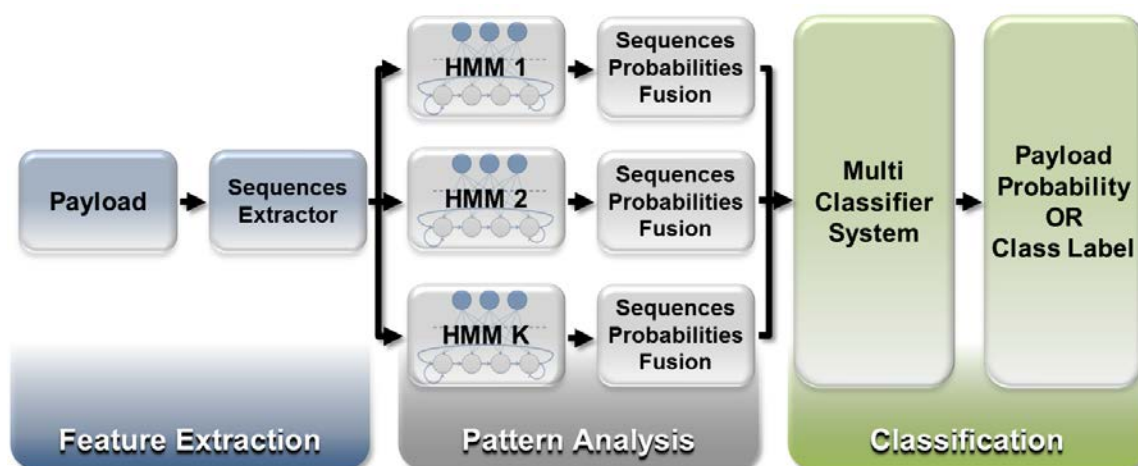 Payload
Sequences
Extractor
HMM 1
Sequences
Probabilities
Fusion
HMM 2
Sequences
Probabilities
Fusion
HMM K
Sequences
Probabilities
Fusion
Multi
Classifier
System
Payload
Probability
OR
Class Label
Feature Extraction
Pattern Analysis
Classification